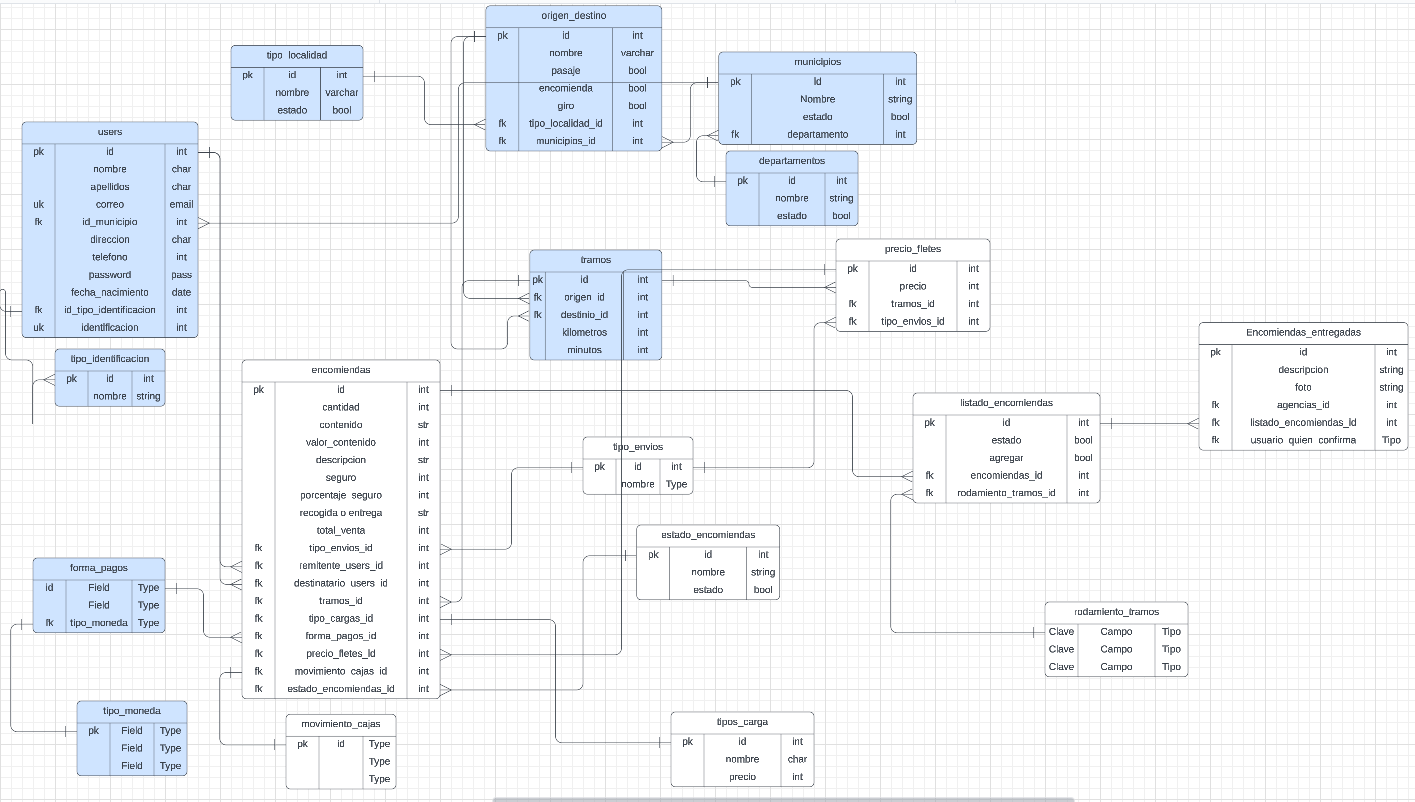 origen_destino
pk id int
nombre varchar
pasaje bool
encomienda bool
giro bool
fk tipo_localidad_id int
fk municipios_id int
tipo_localidad
pk id int
nombre varchar
estado bool
municipios
pk Id int
Nombre string
estado bool
fk departamento int
departamentos
pk id int
nombre string
estado bool
users
pk id int
nombre char
apellidos char
uk correo email
fk id_municipio int
direccion char
telefono int
password pass
fecha_nacimiento date
fk id_tipo_identificacion int
uk identificacion int
tipo_identificacion
pk id int
nombre string
tramos
pk id int
fk origen_id int
fk destinio_id int
kilometros int
minutos int
precio_fletes
pk id int
precio int
fk tramos_id int
fk tipo_envios_id int
Encomiendas_entregadas
pk id int
descripcion string
foto string
fk agencias_id int
fk listado_encomiendas_Id int
fk usuario_quien_confirma Tipo
encomiendas
pk id int
cantidad int
contenido str
valor_contenido int
descripcion str
seguro int
porcentaje_seguro int
recogida o entrega str
total_venta int
fk tipo_envios_id int
fk remitente_users_id int
fk destinatario_users_id int
fk tramos_id int
fk tipo_cargas_id int
fk forma_pagos_id int
fk precio_fletes_Id int
fk movimiento_cajas_id int
fk estado_encomiendas_id int
listado_encomiendas
pk id int
estado bool
agregar bool
fk encomiendas_id int
fk rodamiento_tramos_id int
tipo_envios
pk id int
nombre Type
estado_encomiendas
pk id int
nombre string
estado bool
forma_pagos
id Field Type
Field Type
fk tipo_moneda Type
rodamiento_tramos
Clave Campo Tipo
Clave Campo Tipo
Clave Campo Tipo
tipo_moneda
pk Field Type
Field Type
Field Type
movimiento_cajas
pk id Type
Type
Type
tipos_carga
pk id int
nombre char
precio int